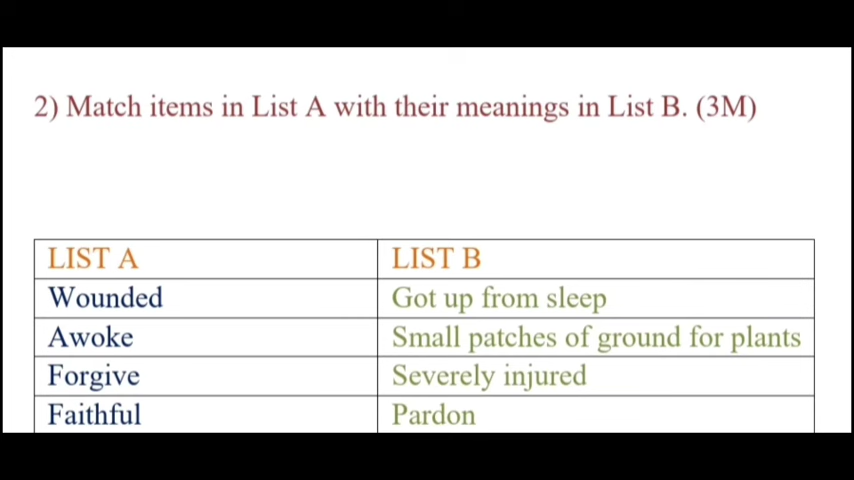 2) Match items in List A with their meanings in List B. (3M)
LIST A LIST B
Wounded Got up from sleep
Awoke Small patches of ground for plants
Forgive Severely injured
Faithful Pardon